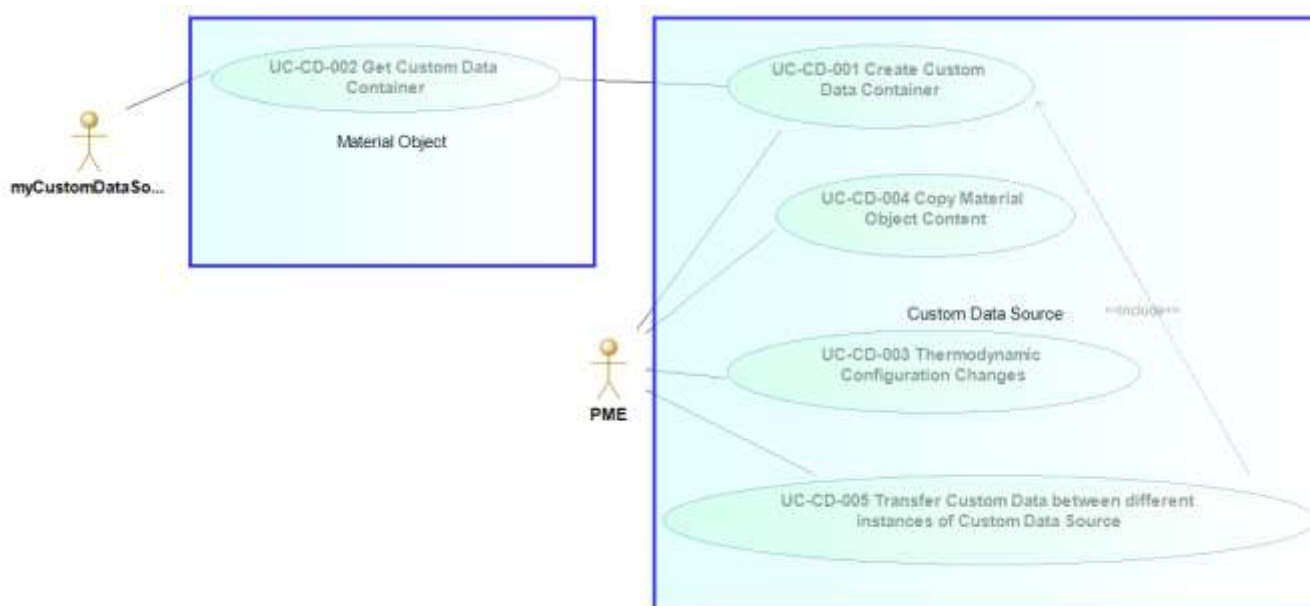 UC-CD-002 Get Custom Data
Container
Material Object
myCustomDataSo...
UC-CD-001 Create Custom
Data Container
UC-CD-004 Copy Material
Object Content
Custom Data Source
<<include>>
UC-CD-003 Thermodynamic
Configuration Changes
PME
UC-CD-005 Transfer Custom Data between different
instances of Custom Data Source